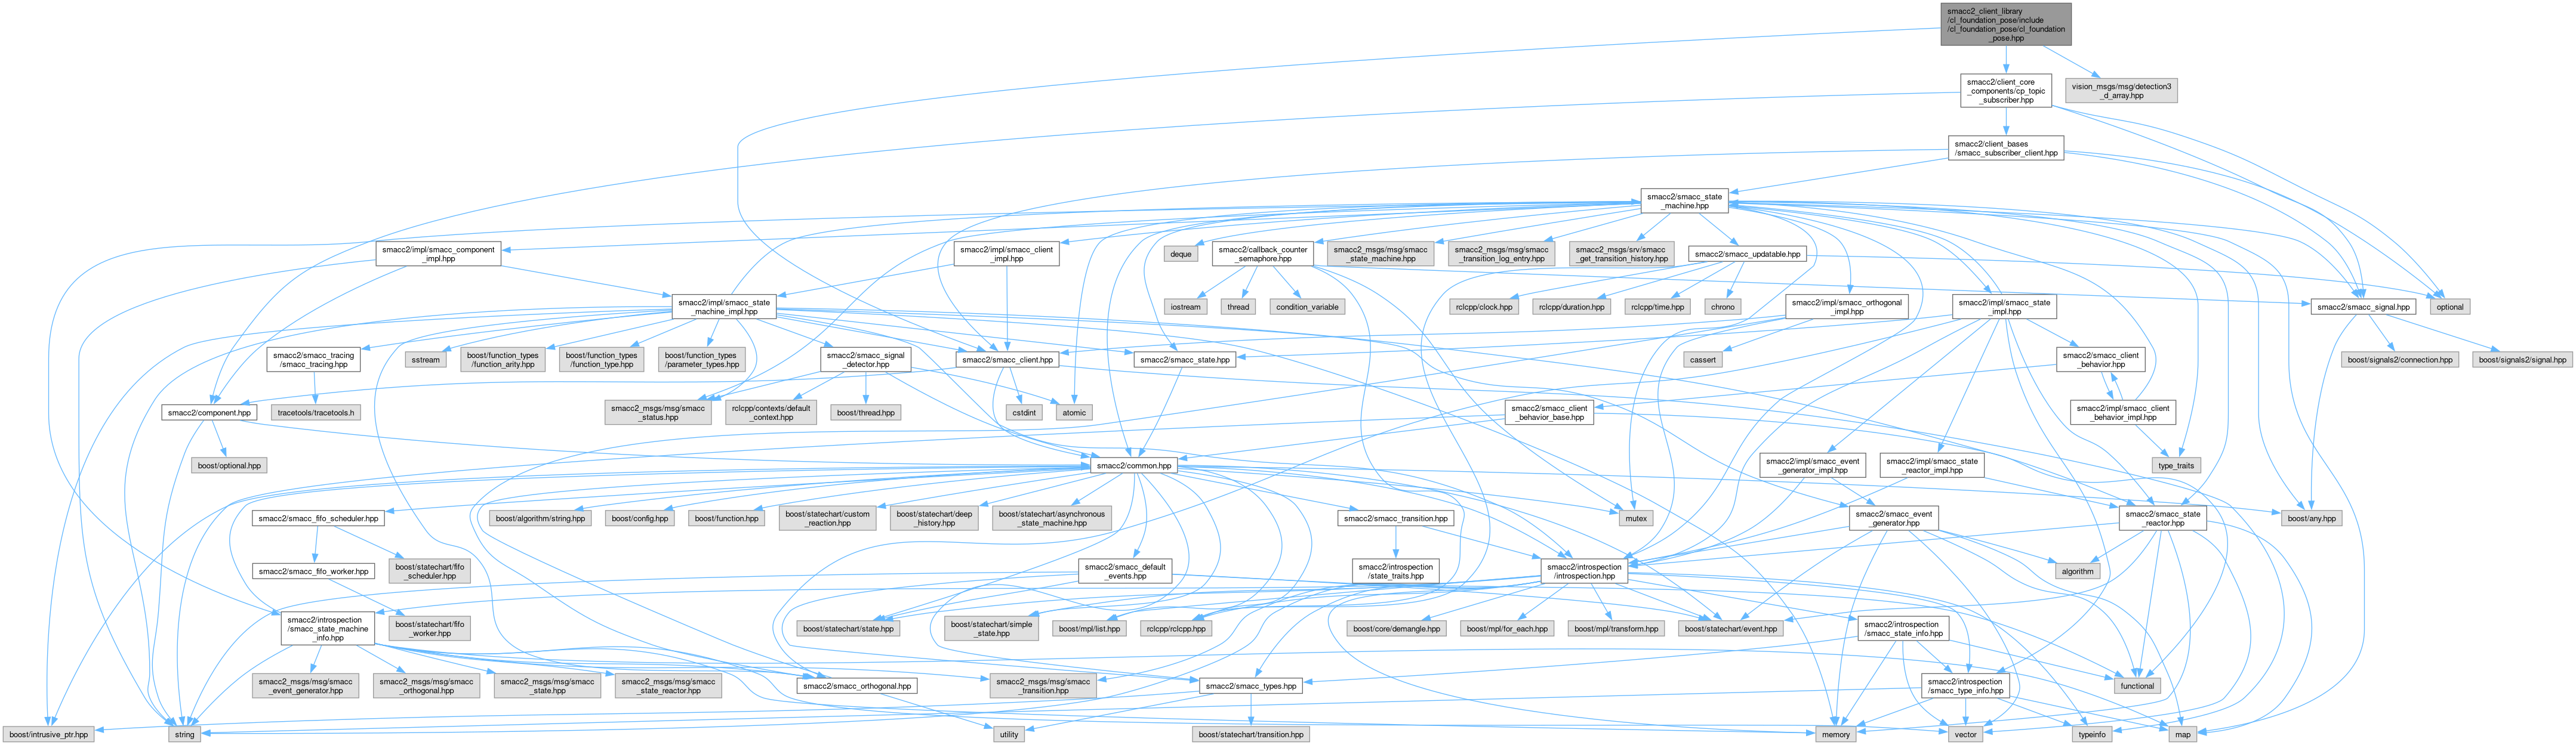 smacc2_client_library
/cl_foundation_pose/include
/cl_foundation_pose/cl_foundation
_pose.hpp
smacc2/client_core
_components/cp_topic
_subscriber.hpp
vision_msgs/msg/detection3
_d_array.hpp
smacc2/client_bases
/smacc_subscriber_client.hpp
smacc2/smacc_state
_machine.hpp
smacc2/impl/smacc_component
_impl.hpp
smacc2/impl/smacc_client
_impl.hpp
deque
smacc2/callback_counter
_semaphore.hpp
smacc2_msgs/msg/smacc
_state_machine.hpp
smacc2_msgs/msg/smacc
_transition_log_entry.hpp
smacc2_msgs/srv/smacc
_get_transition_history.hpp
smacc2/smacc_updatable.hpp
smacc2/impl/smacc_state
_machine_impl.hpp
iostream
thread
condition_variable
rclcpp/clock.hpp
rclcpp/duration.hpp
rclcpp/time.hpp
chrono
smacc2/impl/smacc_orthogonal
_impl.hpp
smacc2/impl/smacc_state
_impl.hpp
smacc2/smacc_signal.hpp
optional
smacc2/smacc_tracing
/smacc_tracing.hpp
sstream
boost/function_types
/function_arity.hpp
boost/function_types
/function_type.hpp
boost/function_types
/parameter_types.hpp
smacc2/smacc_signal
_detector.hpp
smacc2/smacc_client.hpp
smacc2/smacc_state.hpp
cassert
smacc2/smacc_client
_behavior.hpp
boost/signals2/connection.hpp
boost/signals2/signal.hpp
smacc2/component.hpp
tracetools/tracetools.h
smacc2_msgs/msg/smacc
_status.hpp
rclcpp/contexts/default
_context.hpp
boost/thread.hpp
cstdint
atomic
smacc2/smacc_client
_behavior_base.hpp
smacc2/impl/smacc_client
_behavior_impl.hpp
boost/optional.hpp
smacc2/common.hpp
smacc2/impl/smacc_event
_generator_impl.hpp
smacc2/impl/smacc_state
_reactor_impl.hpp
type_traits
smacc2/smacc_fifo_scheduler.hpp
boost/algorithm/string.hpp
boost/config.hpp
boost/function.hpp
boost/statechart/custom
_reaction.hpp
boost/statechart/deep
_history.hpp
boost/statechart/asynchronous
_state_machine.hpp
smacc2/smacc_transition.hpp
mutex
smacc2/smacc_event
_generator.hpp
smacc2/smacc_state
_reactor.hpp
boost/any.hpp
smacc2/smacc_fifo_worker.hpp
boost/statechart/fifo
_scheduler.hpp
smacc2/smacc_default
_events.hpp
smacc2/introspection
/state_traits.hpp
smacc2/introspection
/introspection.hpp
algorithm
smacc2/introspection
/smacc_state_machine
_info.hpp
boost/statechart/fifo
_worker.hpp
boost/statechart/state.hpp
boost/statechart/simple
_state.hpp
boost/mpl/list.hpp
rclcpp/rclcpp.hpp
boost/core/demangle.hpp
boost/mpl/for_each.hpp
boost/mpl/transform.hpp
boost/statechart/event.hpp
smacc2/introspection
/smacc_state_info.hpp
smacc2_msgs/msg/smacc
_event_generator.hpp
smacc2_msgs/msg/smacc
_orthogonal.hpp
smacc2_msgs/msg/smacc
_state.hpp
smacc2_msgs/msg/smacc
_state_reactor.hpp
smacc2/smacc_orthogonal.hpp
smacc2_msgs/msg/smacc
_transition.hpp
smacc2/smacc_types.hpp
smacc2/introspection
/smacc_type_info.hpp
functional
boost/intrusive_ptr.hpp
string
utility
boost/statechart/transition.hpp
memory
vector
typeinfo
map